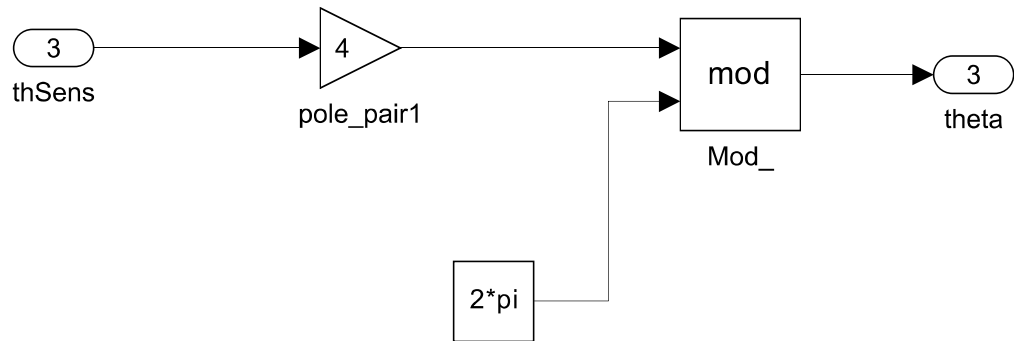 3
thSens
4
pole_pair1
mod
Mod_
3
theta
2*pi